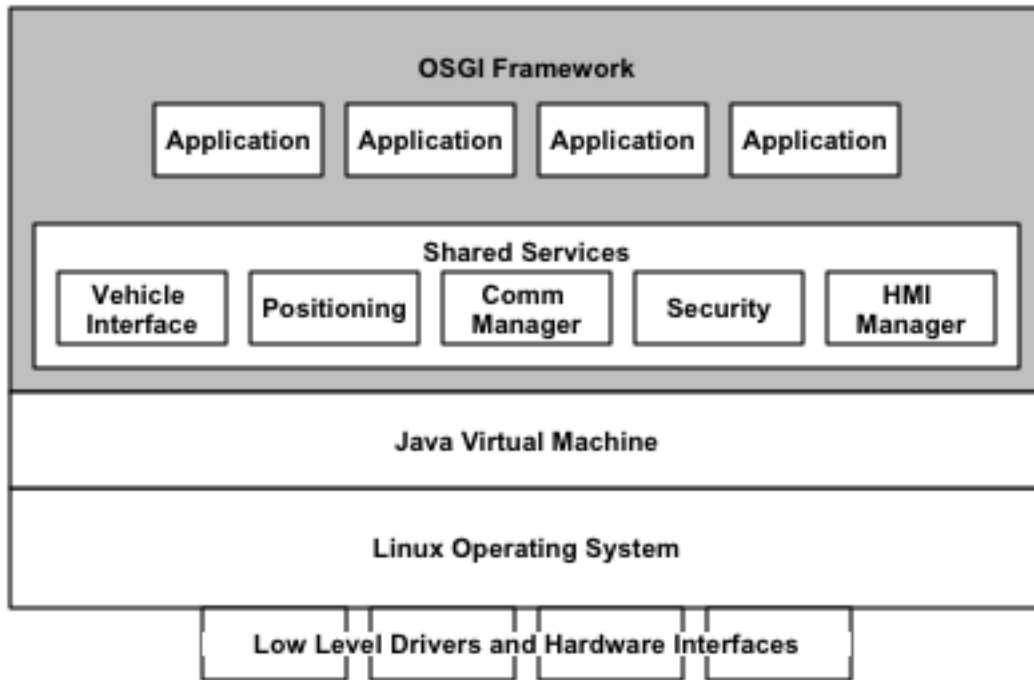 OSGI Framework
Application Application Application Application
Shared Services
Vehicle Interface
Positioning
Comm Manager
Security
HMI Manager
Java Virtual Machine
Linux Operating System
Low Level Drivers and Hardware Interfaces